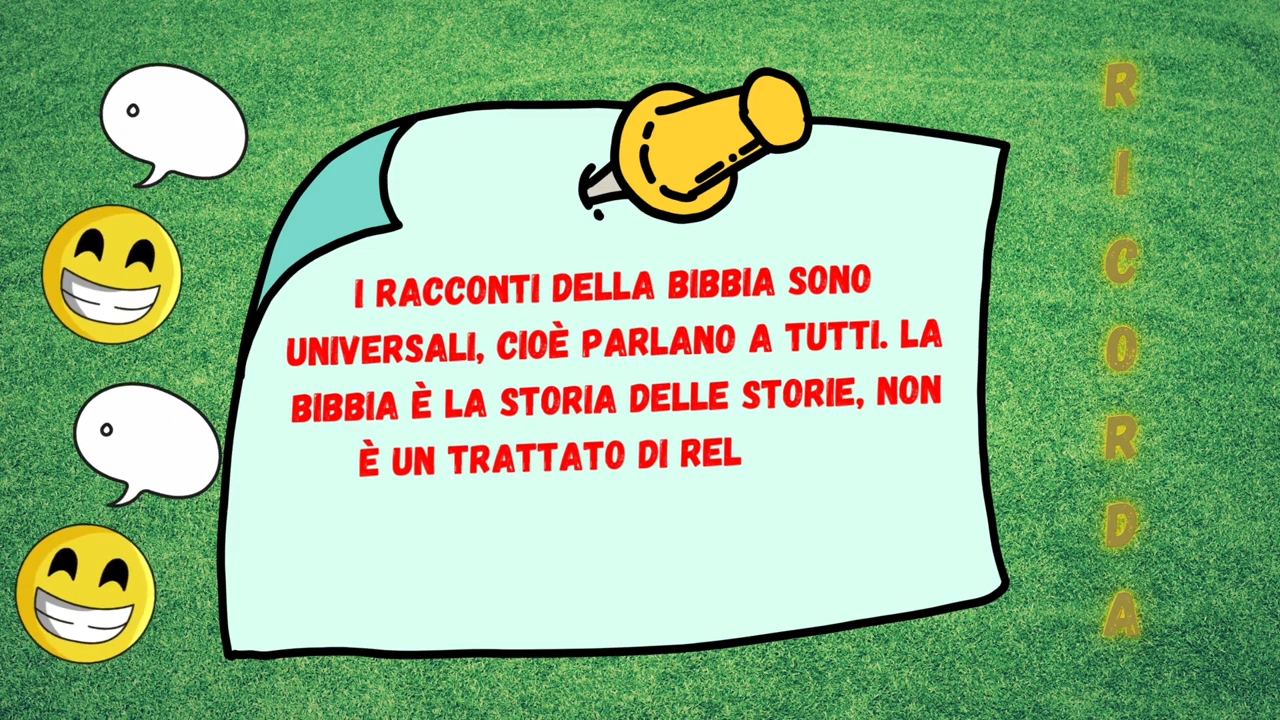 I RACCONTI DELLA BIBBIA SONO
UNIVERSALI, CIOÈ PARLANO A TUTTI. LA
BIBBIA È LA STORIA DELLE STORIE, NON
È UN TRATTATO DI REL
RICORDA